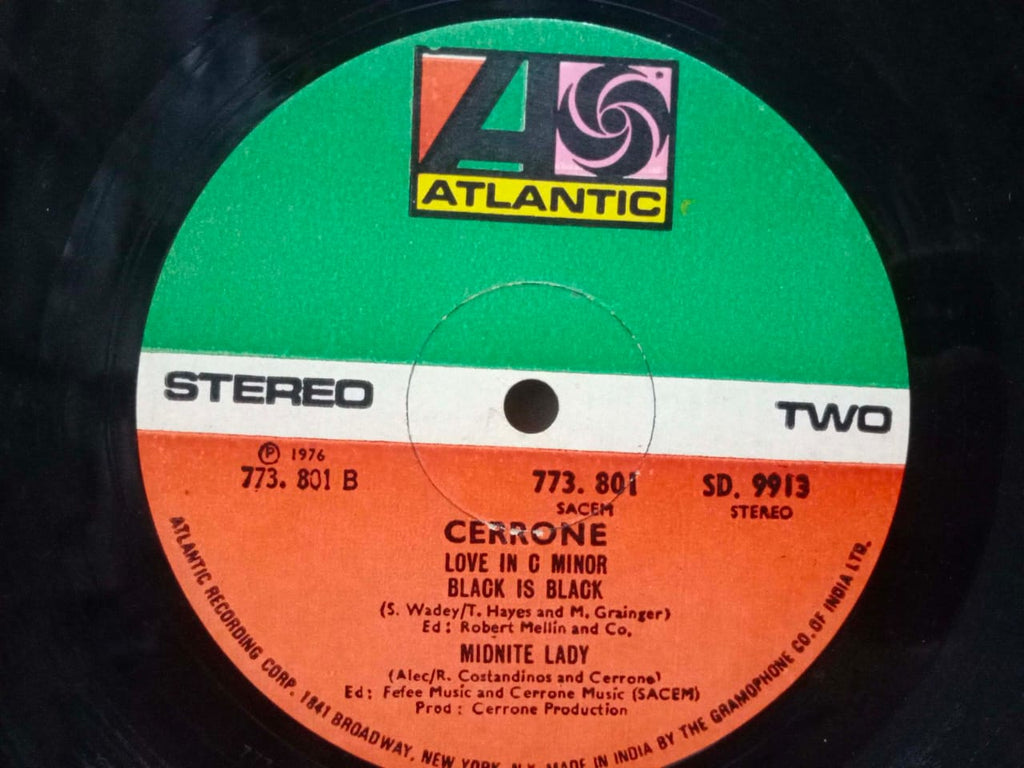 ATLANTIC
STEREO
TWO
Ⓟ 1976
773. 801 B
773. 801
SD. 9913
SACEM
STEREO
CERRONE
LOVE IN C MINOR
BLACK IS BLACK
(S. Wadey/T. Hayes and M. Grainger)
Ed : Robert Mellin and Co.
MIDNITE LADY
(Alec/R. Costandinos and Cerrone)
Ed : Fefee Music and Cerrone Music (SACEM)
Prod : Cerrone Production
ATLANTIC RECORDING CORP. 1841 BROADWAY, NEW YORK, N.Y. MADE IN INDIA BY THE GRAMOPHONE CO. OF INDIA LTD.